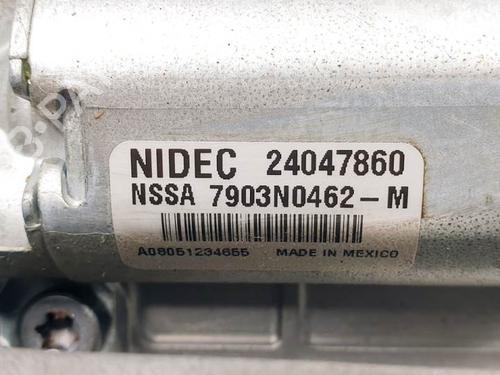 NIDEC 24047860
NSSA 7903N0462-M
A08051234655 MADE IN MEXICO